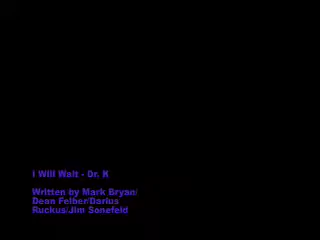 I Will Wait - Dr. K
Written by Mark Bryan/
Dean Felber/Darius
Ruckus/Jim Sonefeld